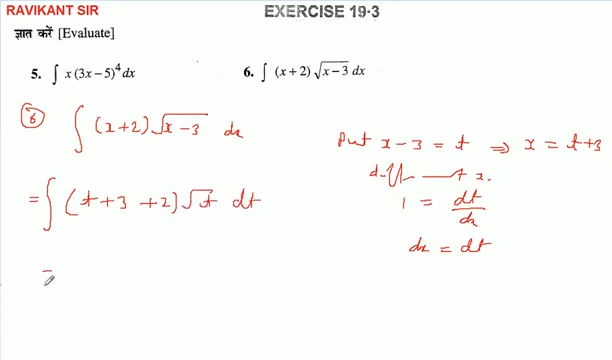 RAVIKANT SIR
EXERCISE 19·3
ज्ञात करें [Evaluate]
5. ∫ x (3x − 5)⁴ dx 6. ∫ (x + 2) √(x − 3) dx
⑥ ∫ (x + 2) √(x − 3) dx
= ∫ (t + 3 + 2) √t dt
=
Put x − 3 = t ⇒ x = t + 3
x.
1 = dt/dx
dx = dt